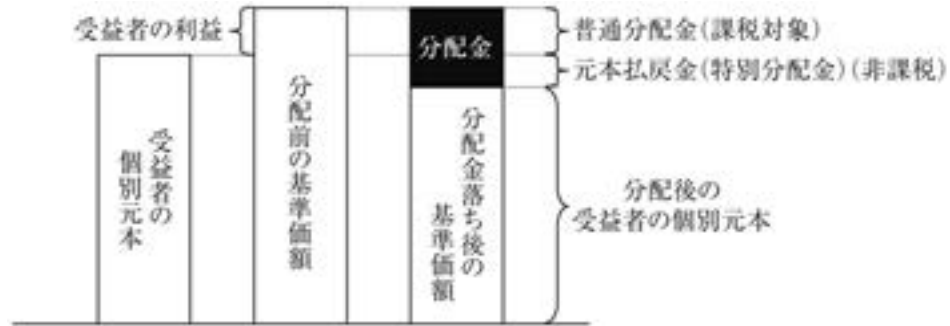 受益者の利益
受益者の
個別元本
分配前の基準価額
分配金
分配金落ち後の
基準価額
普通分配金(課税対象)
元本払戻金(特別分配金)(非課税)
分配後の
受益者の個別元本